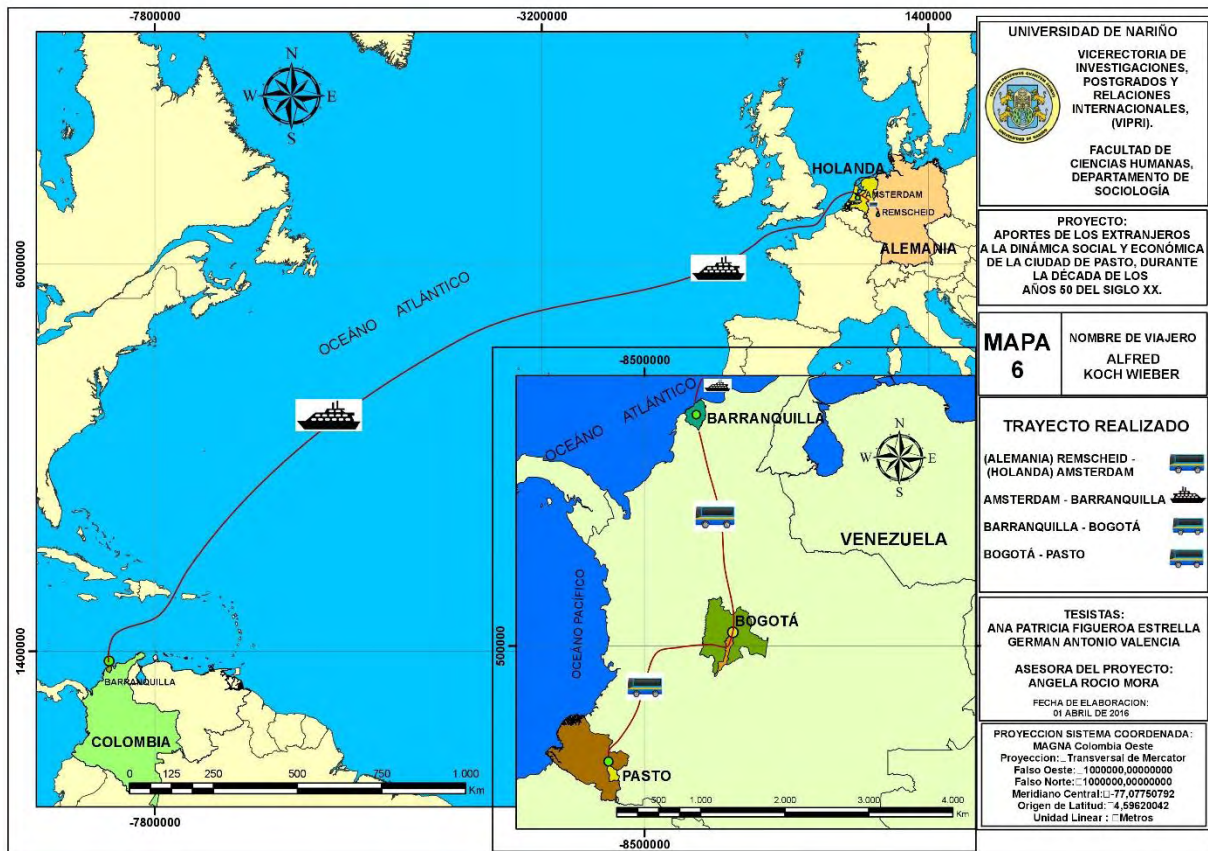 -7800000
-3200000
1400000
6000000
1400000
N
W
E
S
HOLANDA
AMSTERDAM
REMSCHEID
ALEMANIA
OCEÁNO ATLÁNTICO
BARRANQUILLA
COLOMBIA
0 125 250 500 750 1.000
Km
-7800000
-8500000
OCEÁNO ATLÁNTICO
BARRANQUILLA
N
W
E
S
VENEZUELA
OCEÁNO PACÍFICO
BOGOTÁ
500000
PASTO
0 500 1.000 2.000 3.000 4.000
Km
-8500000
UNIVERSIDAD DE NARIÑO
VICERECTORIA DE
INVESTIGACIONES,
POSTGRADOS Y
RELACIONES
INTERNACIONALES,
(VIPRI).
FACULTAD DE
CIENCIAS HUMANAS,
DEPARTAMENTO DE
SOCIOLOGÍA
PROYECTO:
APORTES DE LOS EXTRANJEROS
A LA DINÁMICA SOCIAL Y ECONÓMICA
DE LA CIUDAD DE PASTO, DURANTE
LA DÉCADA DE LOS
AÑOS 50 DEL SIGLO XX.
MAPA
6
NOMBRE DE VIAJERO
ALFRED
KOCH WIEBER
TRAYECTO REALIZADO
(ALEMANIA) REMSCHEID -
(HOLANDA) AMSTERDAM
AMSTERDAM - BARRANQUILLA
BARRANQUILLA - BOGOTÁ
BOGOTÁ - PASTO
TESISTAS:
ANA PATRICIA FIGUEROA ESTRELLA
GERMAN ANTONIO VALENCIA
ASESORA DEL PROYECTO:
ANGELA ROCIO MORA
FECHA DE ELABORACION:
01 ABRIL DE 2016
PROYECCION SISTEMA COORDENADA:
MAGNA Colombia Oeste
Proyeccion: Transversal de Mercator
Falso Oeste: 1000000,00000000
Falso Norte: 1000000,00000000
Meridiano Central: -77,07750792
Origen de Latitud: 4,59620042
Unidad Linear : Metros